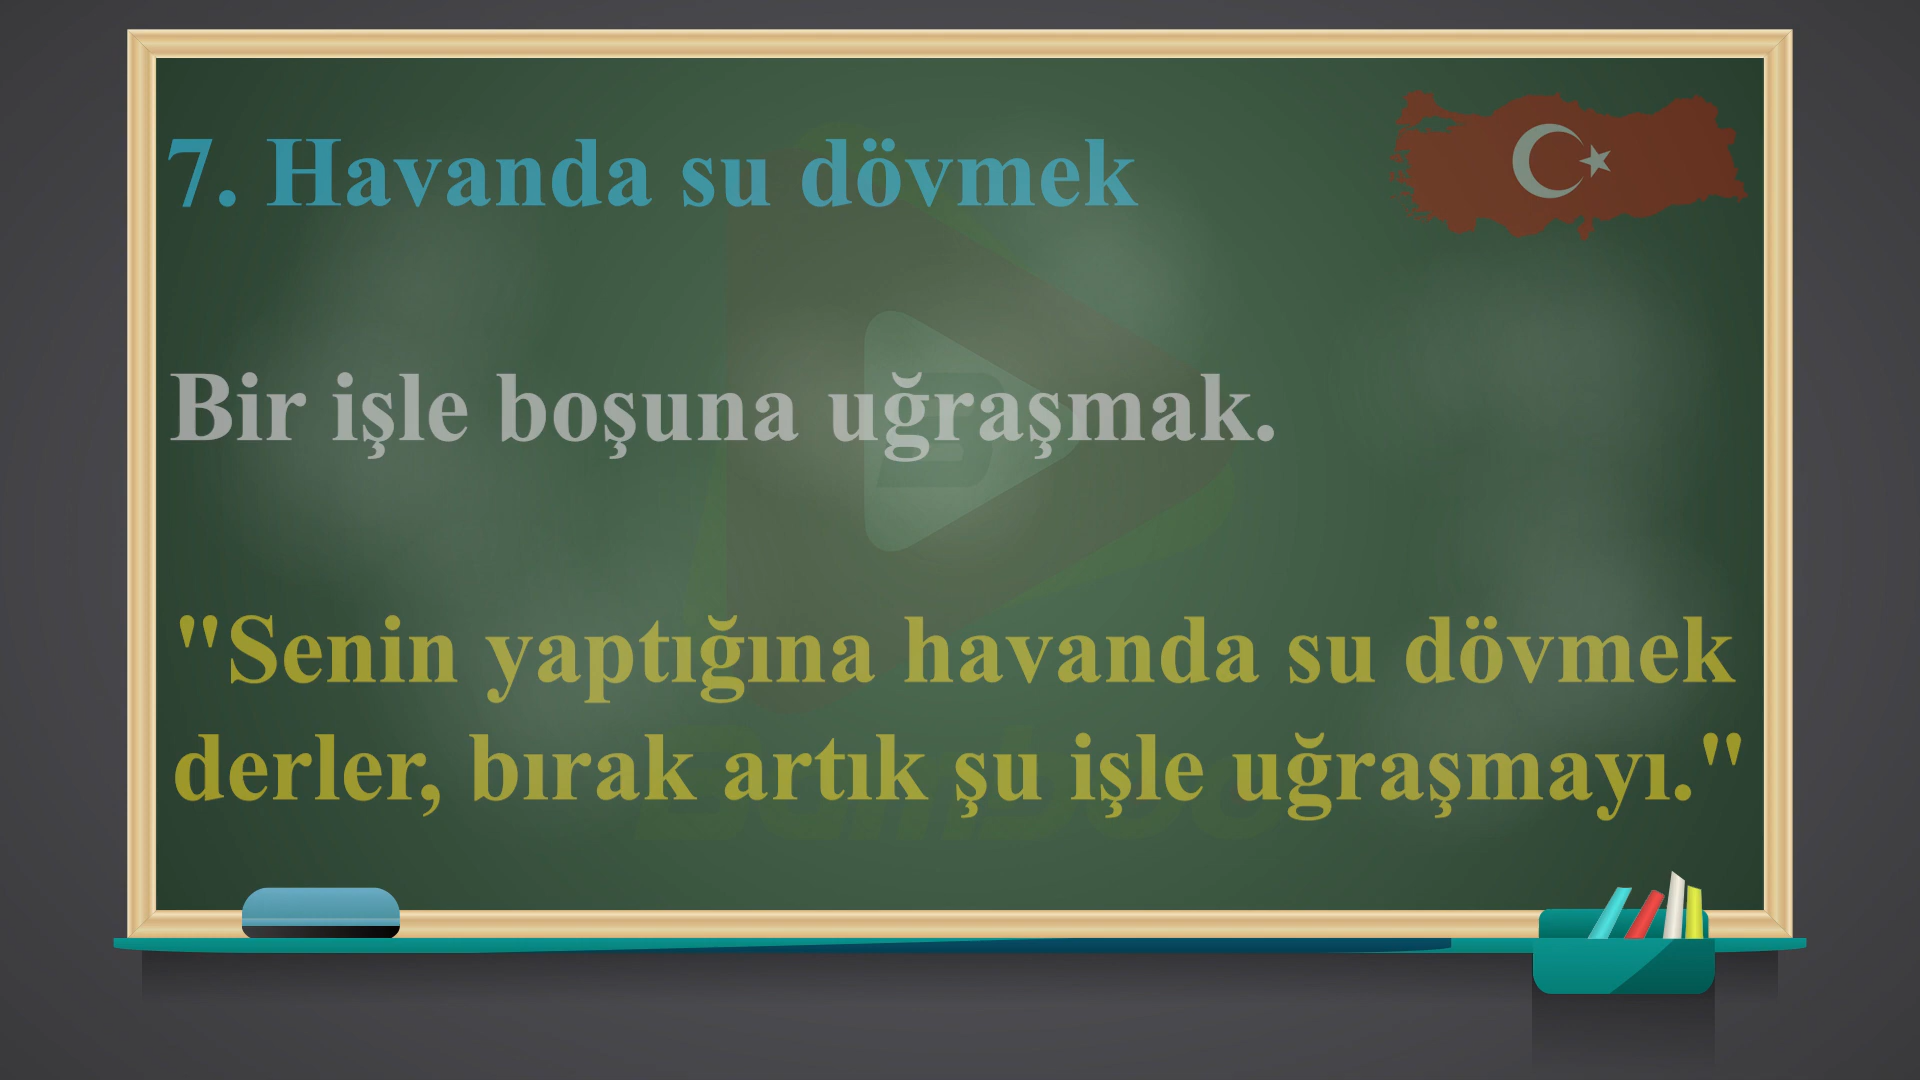 7. Havanda su dövmek
Bir işle boşuna uğraşmak.
"Senin yaptığına havanda su dövmek
derler, bırak artık şu işle uğraşmayı."